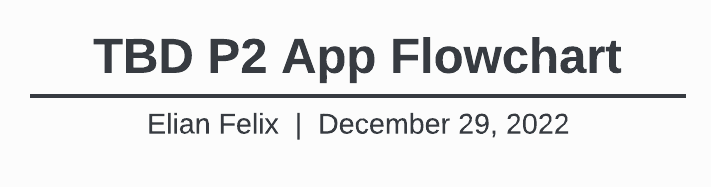 TBD P2 App Flowchart
Elian Felix | December 29, 2022